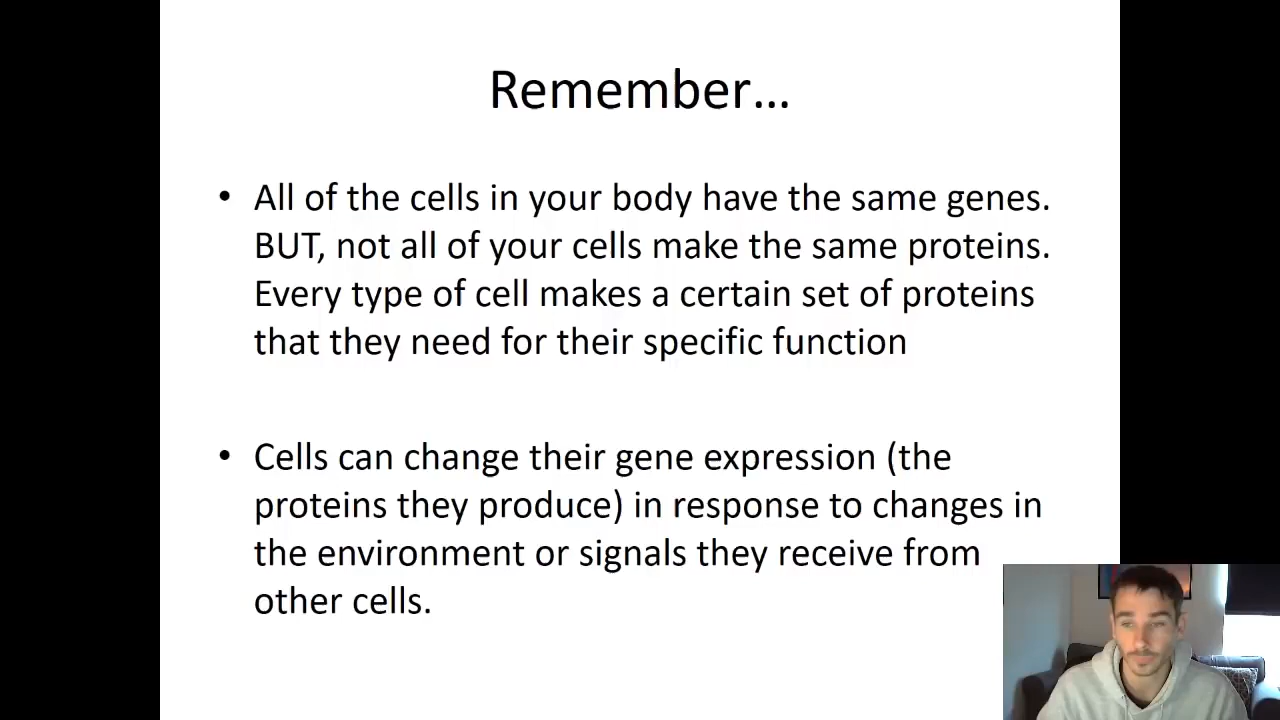 Remember…
• All of the cells in your body have the same genes.
BUT, not all of your cells make the same proteins.
Every type of cell makes a certain set of proteins
that they need for their specific function
• Cells can change their gene expression (the
proteins they produce) in response to changes in
the environment or signals they receive from
other cells.